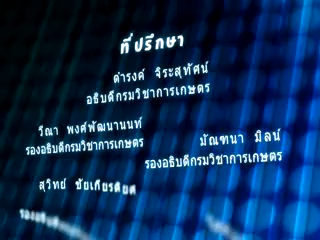 ที่ปรึกษา
ดำรงค์ จิระสุทัศน์
อธิบดีกรมวิชาการเกษตร
วีณา พงศ์พัฒนานนท์
รองอธิบดีกรมวิชาการเกษตร
มัณฑนา มิลน์
รองอธิบดีกรมวิชาการเกษตร
สุวิทย์ ชัยเกียรติยศ